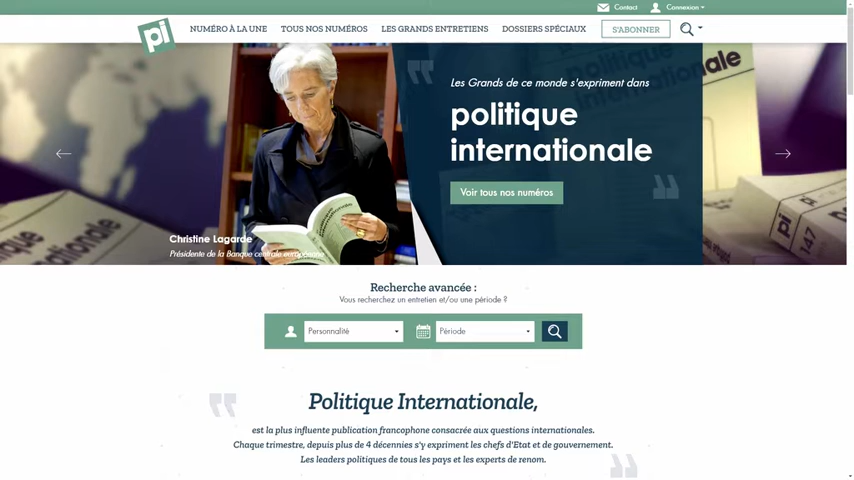 Contact
Connexion
pi
NUMÉRO À LA UNE
TOUS NOS NUMÉROS
LES GRANDS ENTRETIENS
DOSSIERS SPÉCIAUX
S'ABONNER
Les Grands de ce monde s'expriment dans
politique
internationale
Voir tous nos numéros
Christine Lagarde
Présidente de la Banque centrale européenne
pi
147
Recherche avancée :
Vous recherchez un entretien et/ou une période ?
Personnalité
Période
Politique Internationale,
est la plus influente publication francophone consacrée aux questions internationales.
Chaque trimestre, depuis plus de 4 décennies s'y expriment les chefs d'Etat et de gouvernement.
Les leaders politiques de tous les pays et les experts de renom.